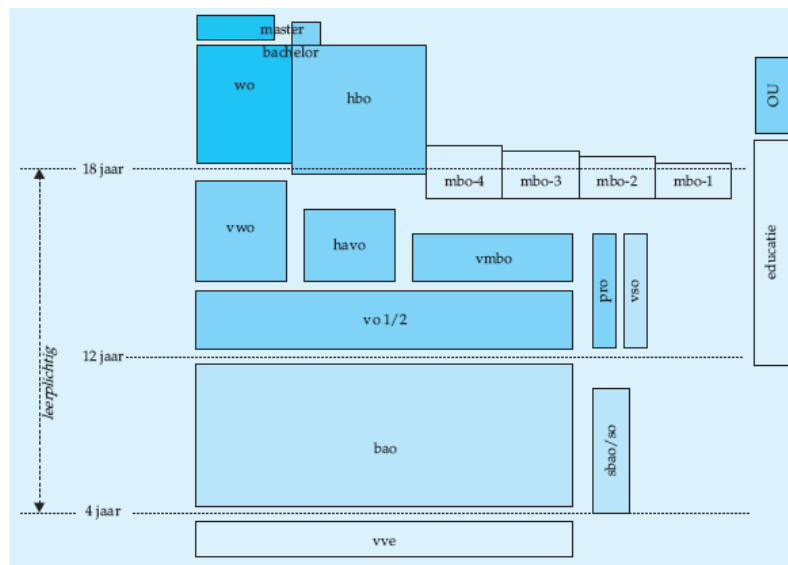 master
bachelor
wo
hbo
OU
18 jaar
mbo-4
mbo-3
mbo-2
mbo-1
vwo
havo
vmbo
pro
vso
educatie
vo 1/2
12 jaar
leerplichtig
bao
sbao/so
4 jaar
vve